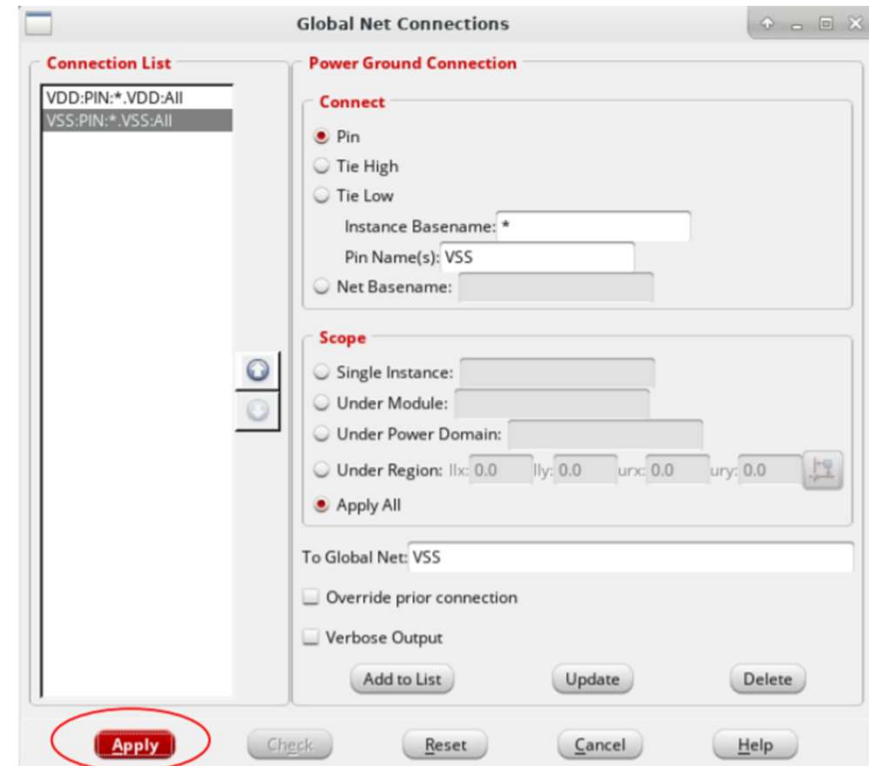 Global Net Connections
Connection List
VDD:PIN:*.VDD:All
VSS:PIN:*.VSS:All
Power Ground Connection
Connect
Pin
Tie High
Tie Low
Instance Basename: *
Pin Name(s): VSS
Net Basename:
Scope
Single Instance:
Under Module:
Under Power Domain:
Under Region: llx: 0.0 lly: 0.0 urx: 0.0 ury: 0.0
Apply All
To Global Net: VSS
Override prior connection
Verbose Output
Add to List Update Delete
Apply Check Reset Cancel Help